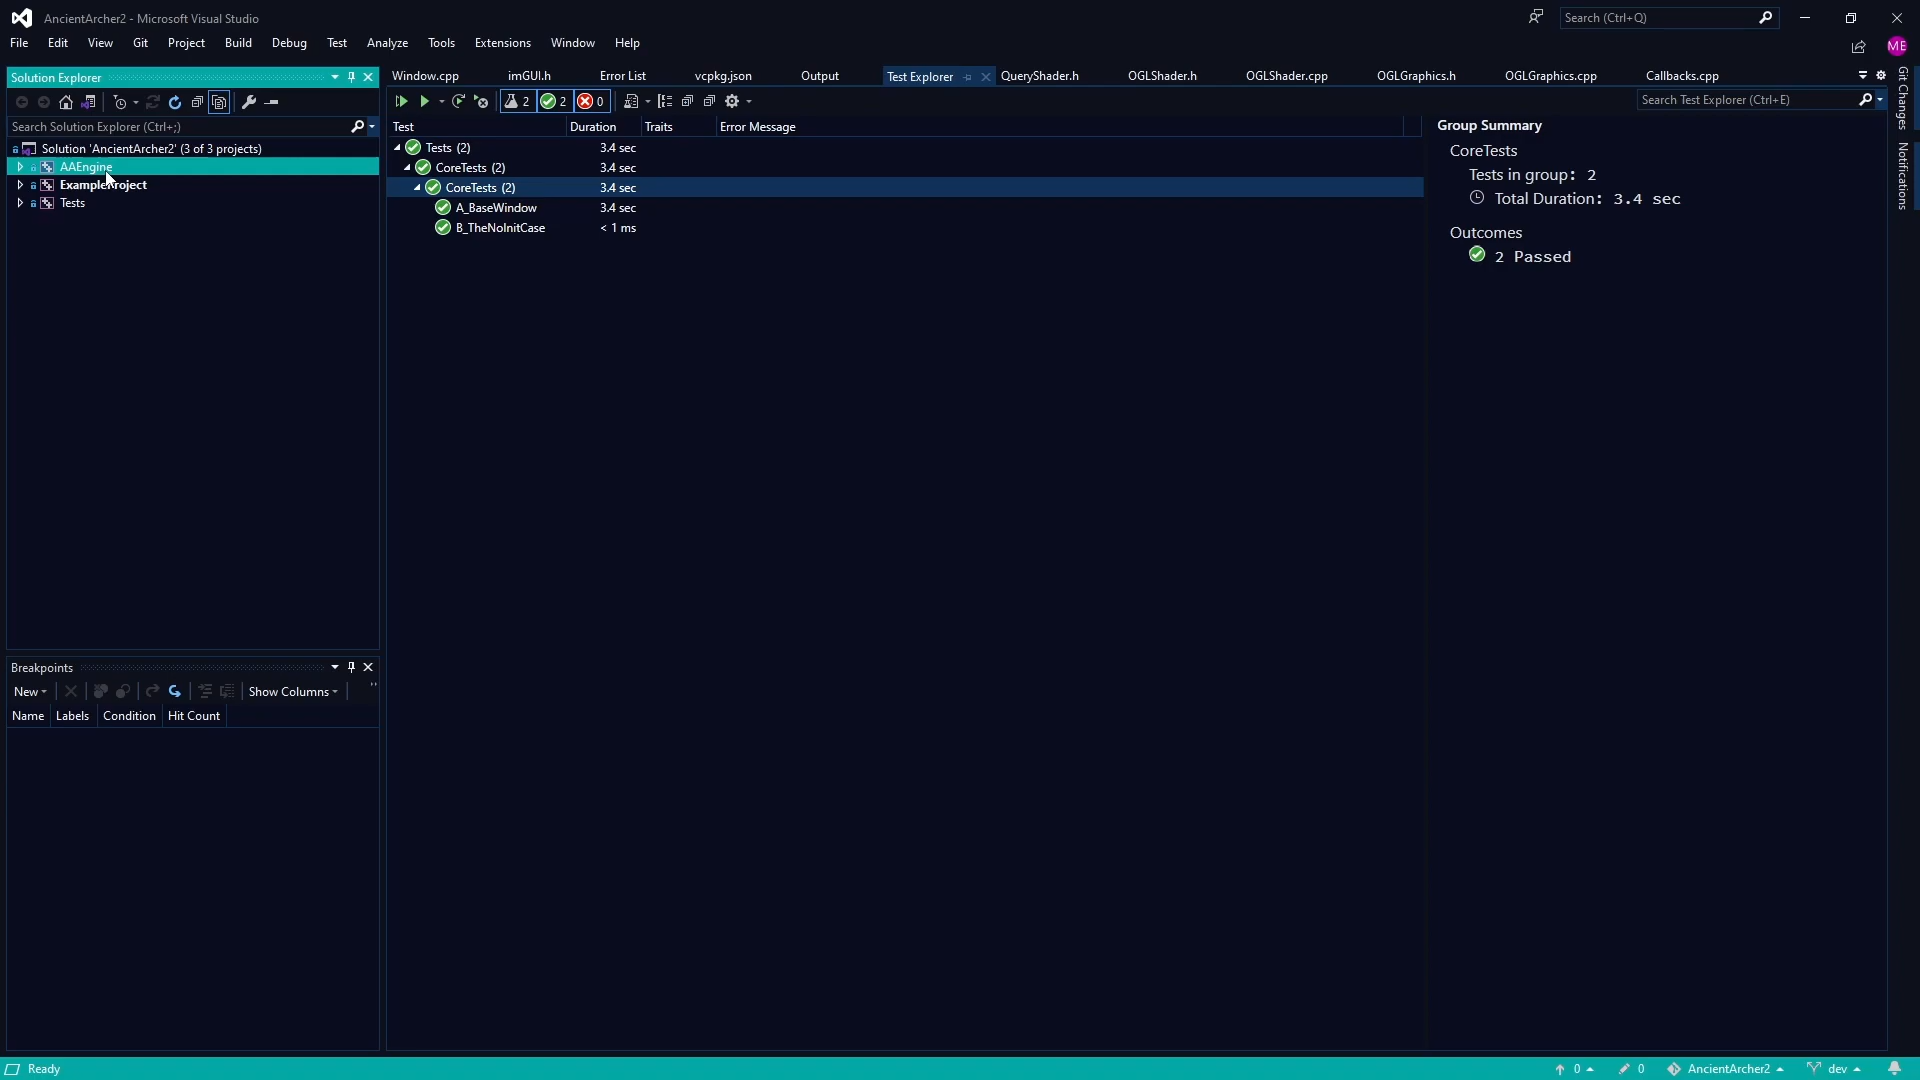 AncientArcher2 - Microsoft Visual Studio
Search (Ctrl+Q)
File Edit View Git Project Build Debug Test Analyze Tools Extensions Window Help
ME
Solution Explorer
Search Solution Explorer (Ctrl+;)
Solution 'AncientArcher2' (3 of 3 projects)
AAEngine
ExampleProject
Tests
Breakpoints
New Show Columns
Name Labels Condition Hit Count
Window.cpp imGUI.h Error List vcpkg.json Output Test Explorer QueryShader.h OGLShader.h OGLShader.cpp OGLGraphics.h OGLGraphics.cpp Callbacks.cpp
2 2 0
Search Test Explorer (Ctrl+E)
Test Duration Traits Error Message
Tests (2) 3.4 sec
CoreTests (2) 3.4 sec
CoreTests (2) 3.4 sec
A_BaseWindow 3.4 sec
B_TheNoInitCase < 1 ms
Group Summary
CoreTests
Tests in group: 2
Total Duration: 3.4 sec
Outcomes
2 Passed
Git Changes
Notifications
Ready
0 0 AncientArcher2 dev